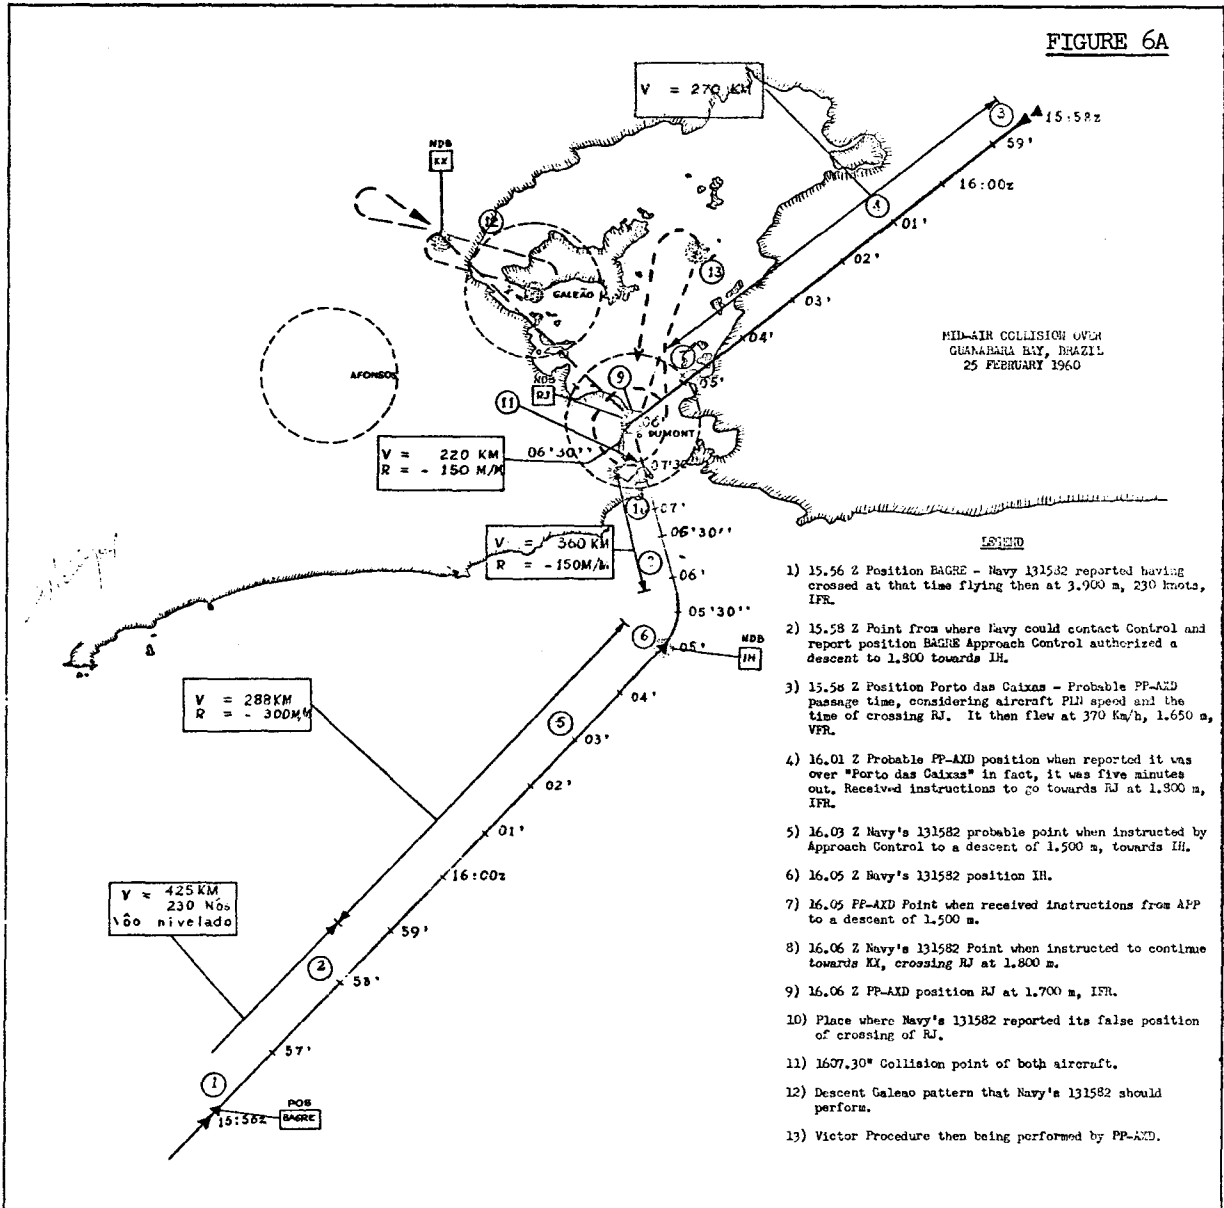 FIGURE 6A
V = 270 KM
3
15:58z
59'
16:00z
4
01'
02'
03'
04'
05'
NDB
KX
12
13
GALEÃO
AFONSOS
7
9
NDB
RJ
11
06'
DUMONT
V = 220 KM
R = - 150 M/M
06'30"
07'3
MID-AIR COLLISION OVER
GUANABARA BAY, BRAZIL
25 FEBRUARY 1960
07'
06'30"
V = 360 KM
R = -150M/M
06'
05'30"
6
05'
NDB
IH
04'
V = 288KM
R = - 300M/M
5
03'
02'
01'
16:00z
V = 425KM
230 Nós
Vôo nivelado
59'
2
58'
57'
1
15:56z
POS
BAGRE
LEGEND
1) 15.56 Z Position BAGRE - Navy 131582 reported having
crossed at that time flying then at 3.900 m, 230 knots,
IFR.
2) 15.58 Z Point from where Navy could contact Control and
report position BAGRE Approach Control authorized a
descent to 1.800 towards IH.
3) 15.58 Z Position Porto das Caixas - Probable PP-AXD
passage time, considering aircraft PLN speed and the
time of crossing RJ. It then flew at 370 Km/h, 1.650 m,
VFR.
4) 16.01 Z Probable PP-AXD position when reported it was
over "Porto das Caixas" in fact, it was five minutes
out. Received instructions to go towards RJ at 1.800 m,
IFR.
5) 16.03 Z Navy's 131582 probable point when instructed by
Approach Control to a descent of 1.500 m, towards IH.
6) 16.05 Z Navy's 131582 position IH.
7) 16.05 PP-AXD Point when received instructions from APP
to a descent of 1.500 m.
8) 16.06 Z Navy's 131582 Point when instructed to continue
towards KX, crossing RJ at 1.800 m.
9) 16.06 Z PP-AXD position RJ at 1.700 m, IFR.
10) Place where Navy's 131582 reported its false position
of crossing of RJ.
11) 1607.30" Collision point of both aircraft.
12) Descent Galeao pattern that Navy's 131582 should
perform.
13) Victor Procedure then being performed by PP-AXD.